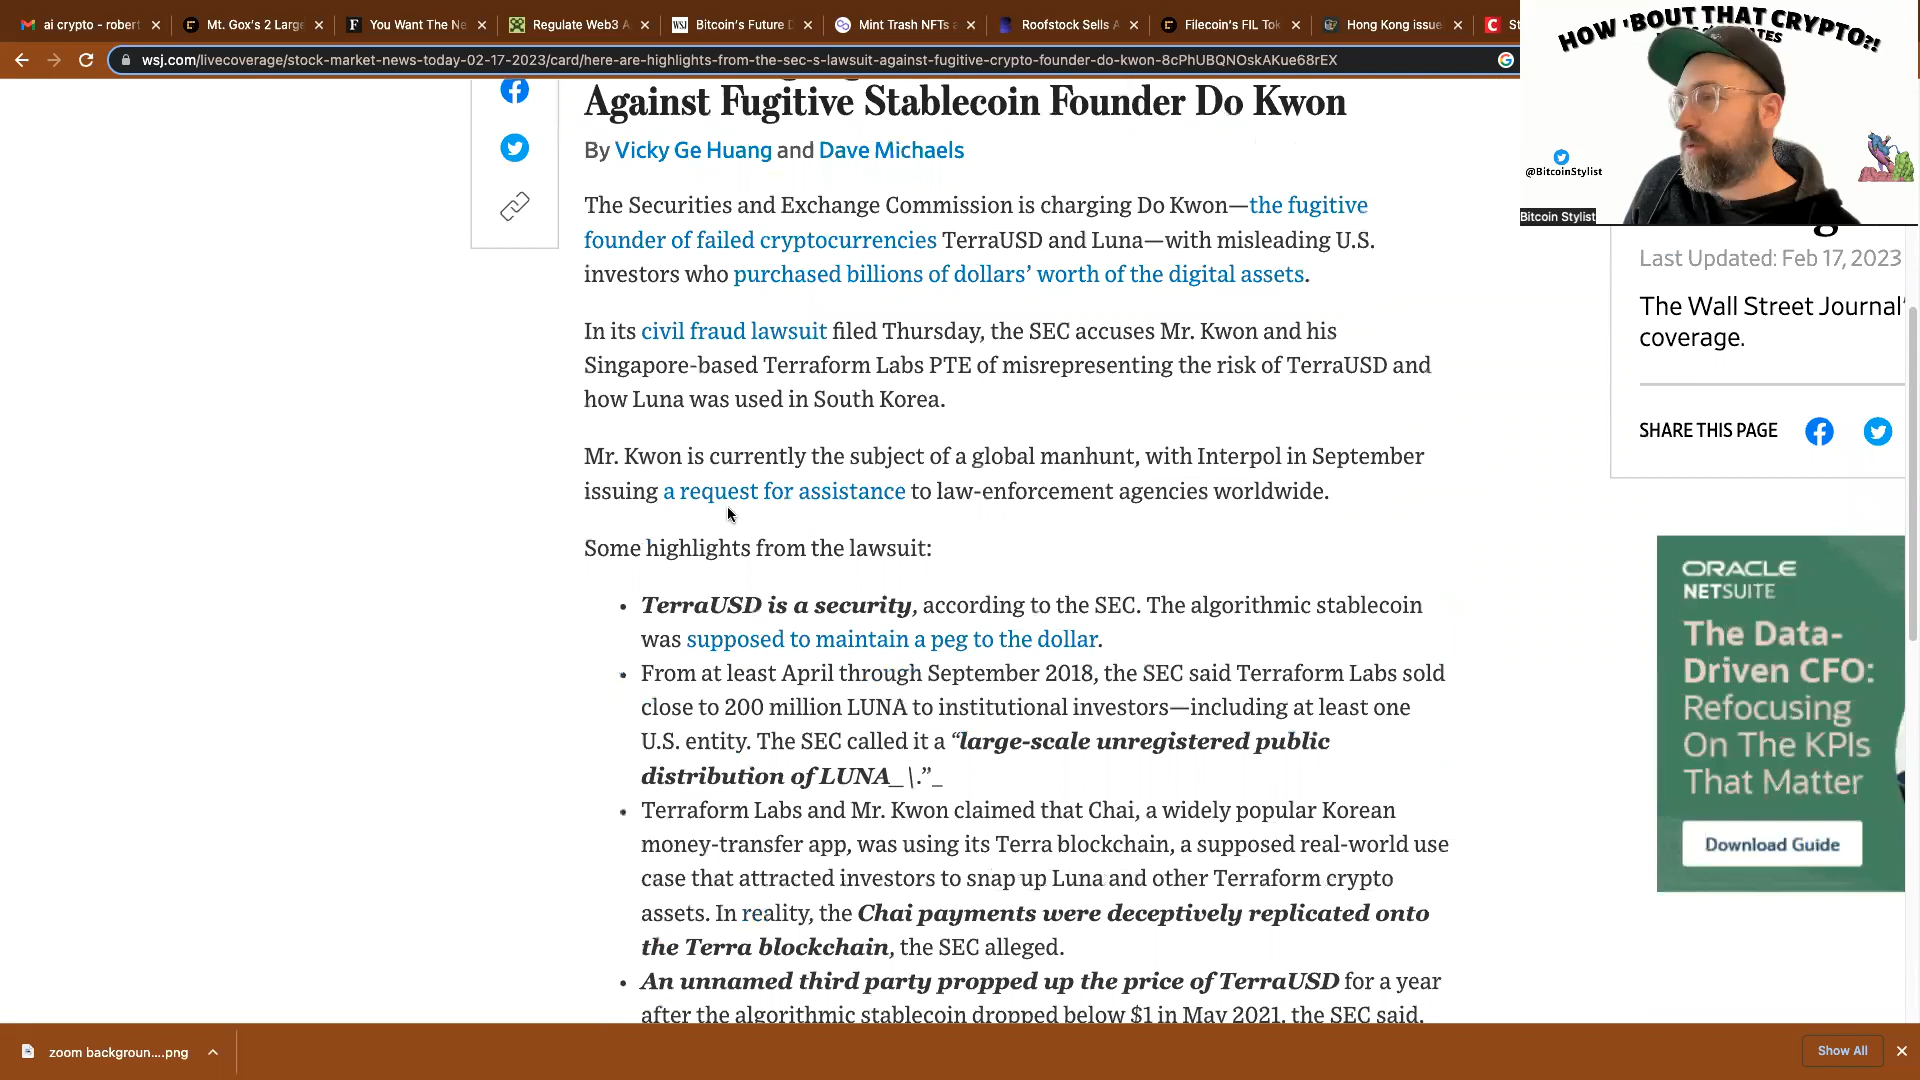 ai crypto - rober
Mt. Gox's 2 Large
You Want The Ne
Regulate Web3 A
Bitcoin's Future D
Mint Trash NFTs a
Roofstock Sells A
Filecoin's FIL Tok
Hong Kong issue
St
wsj.com/livecoverage/stock-market-news-today-02-17-2023/card/here-are-highlights-from-the-sec-s-lawsuit-against-fugitive-crypto-founder-do-kwon-8cPhUBQNOskAKue68rEX
HOW 'BOUT THAT CRYPTO?!
@BitcoinStylist
Bitcoin Stylist
Against Fugitive Stablecoin Founder Do Kwon
By Vicky Ge Huang and Dave Michaels
The Securities and Exchange Commission is charging Do Kwon—the fugitive
founder of failed cryptocurrencies TerraUSD and Luna—with misleading U.S.
investors who purchased billions of dollars’ worth of the digital assets.
In its civil fraud lawsuit filed Thursday, the SEC accuses Mr. Kwon and his
Singapore-based Terraform Labs PTE of misrepresenting the risk of TerraUSD and
how Luna was used in South Korea.
Mr. Kwon is currently the subject of a global manhunt, with Interpol in September
issuing a request for assistance to law-enforcement agencies worldwide.
Some highlights from the lawsuit:
• TerraUSD is a security, according to the SEC. The algorithmic stablecoin
was supposed to maintain a peg to the dollar.
• From at least April through September 2018, the SEC said Terraform Labs sold
close to 200 million LUNA to institutional investors—including at least one
U.S. entity. The SEC called it a “large-scale unregistered public
distribution of LUNA_\.”_
• Terraform Labs and Mr. Kwon claimed that Chai, a widely popular Korean
money-transfer app, was using its Terra blockchain, a supposed real-world use
case that attracted investors to snap up Luna and other Terraform crypto
assets. In reality, the Chai payments were deceptively replicated onto
the Terra blockchain, the SEC alleged.
• An unnamed third party propped up the price of TerraUSD for a year
after the algorithmic stablecoin dropped below $1 in May 2021, the SEC said.
Last Updated: Feb 17, 2023
The Wall Street Journal'
coverage.
SHARE THIS PAGE
ORACLE
NETSUITE
The Data-
Driven CFO:
Refocusing
On The KPIs
That Matter
Download Guide
zoom backgroun....png
Show All